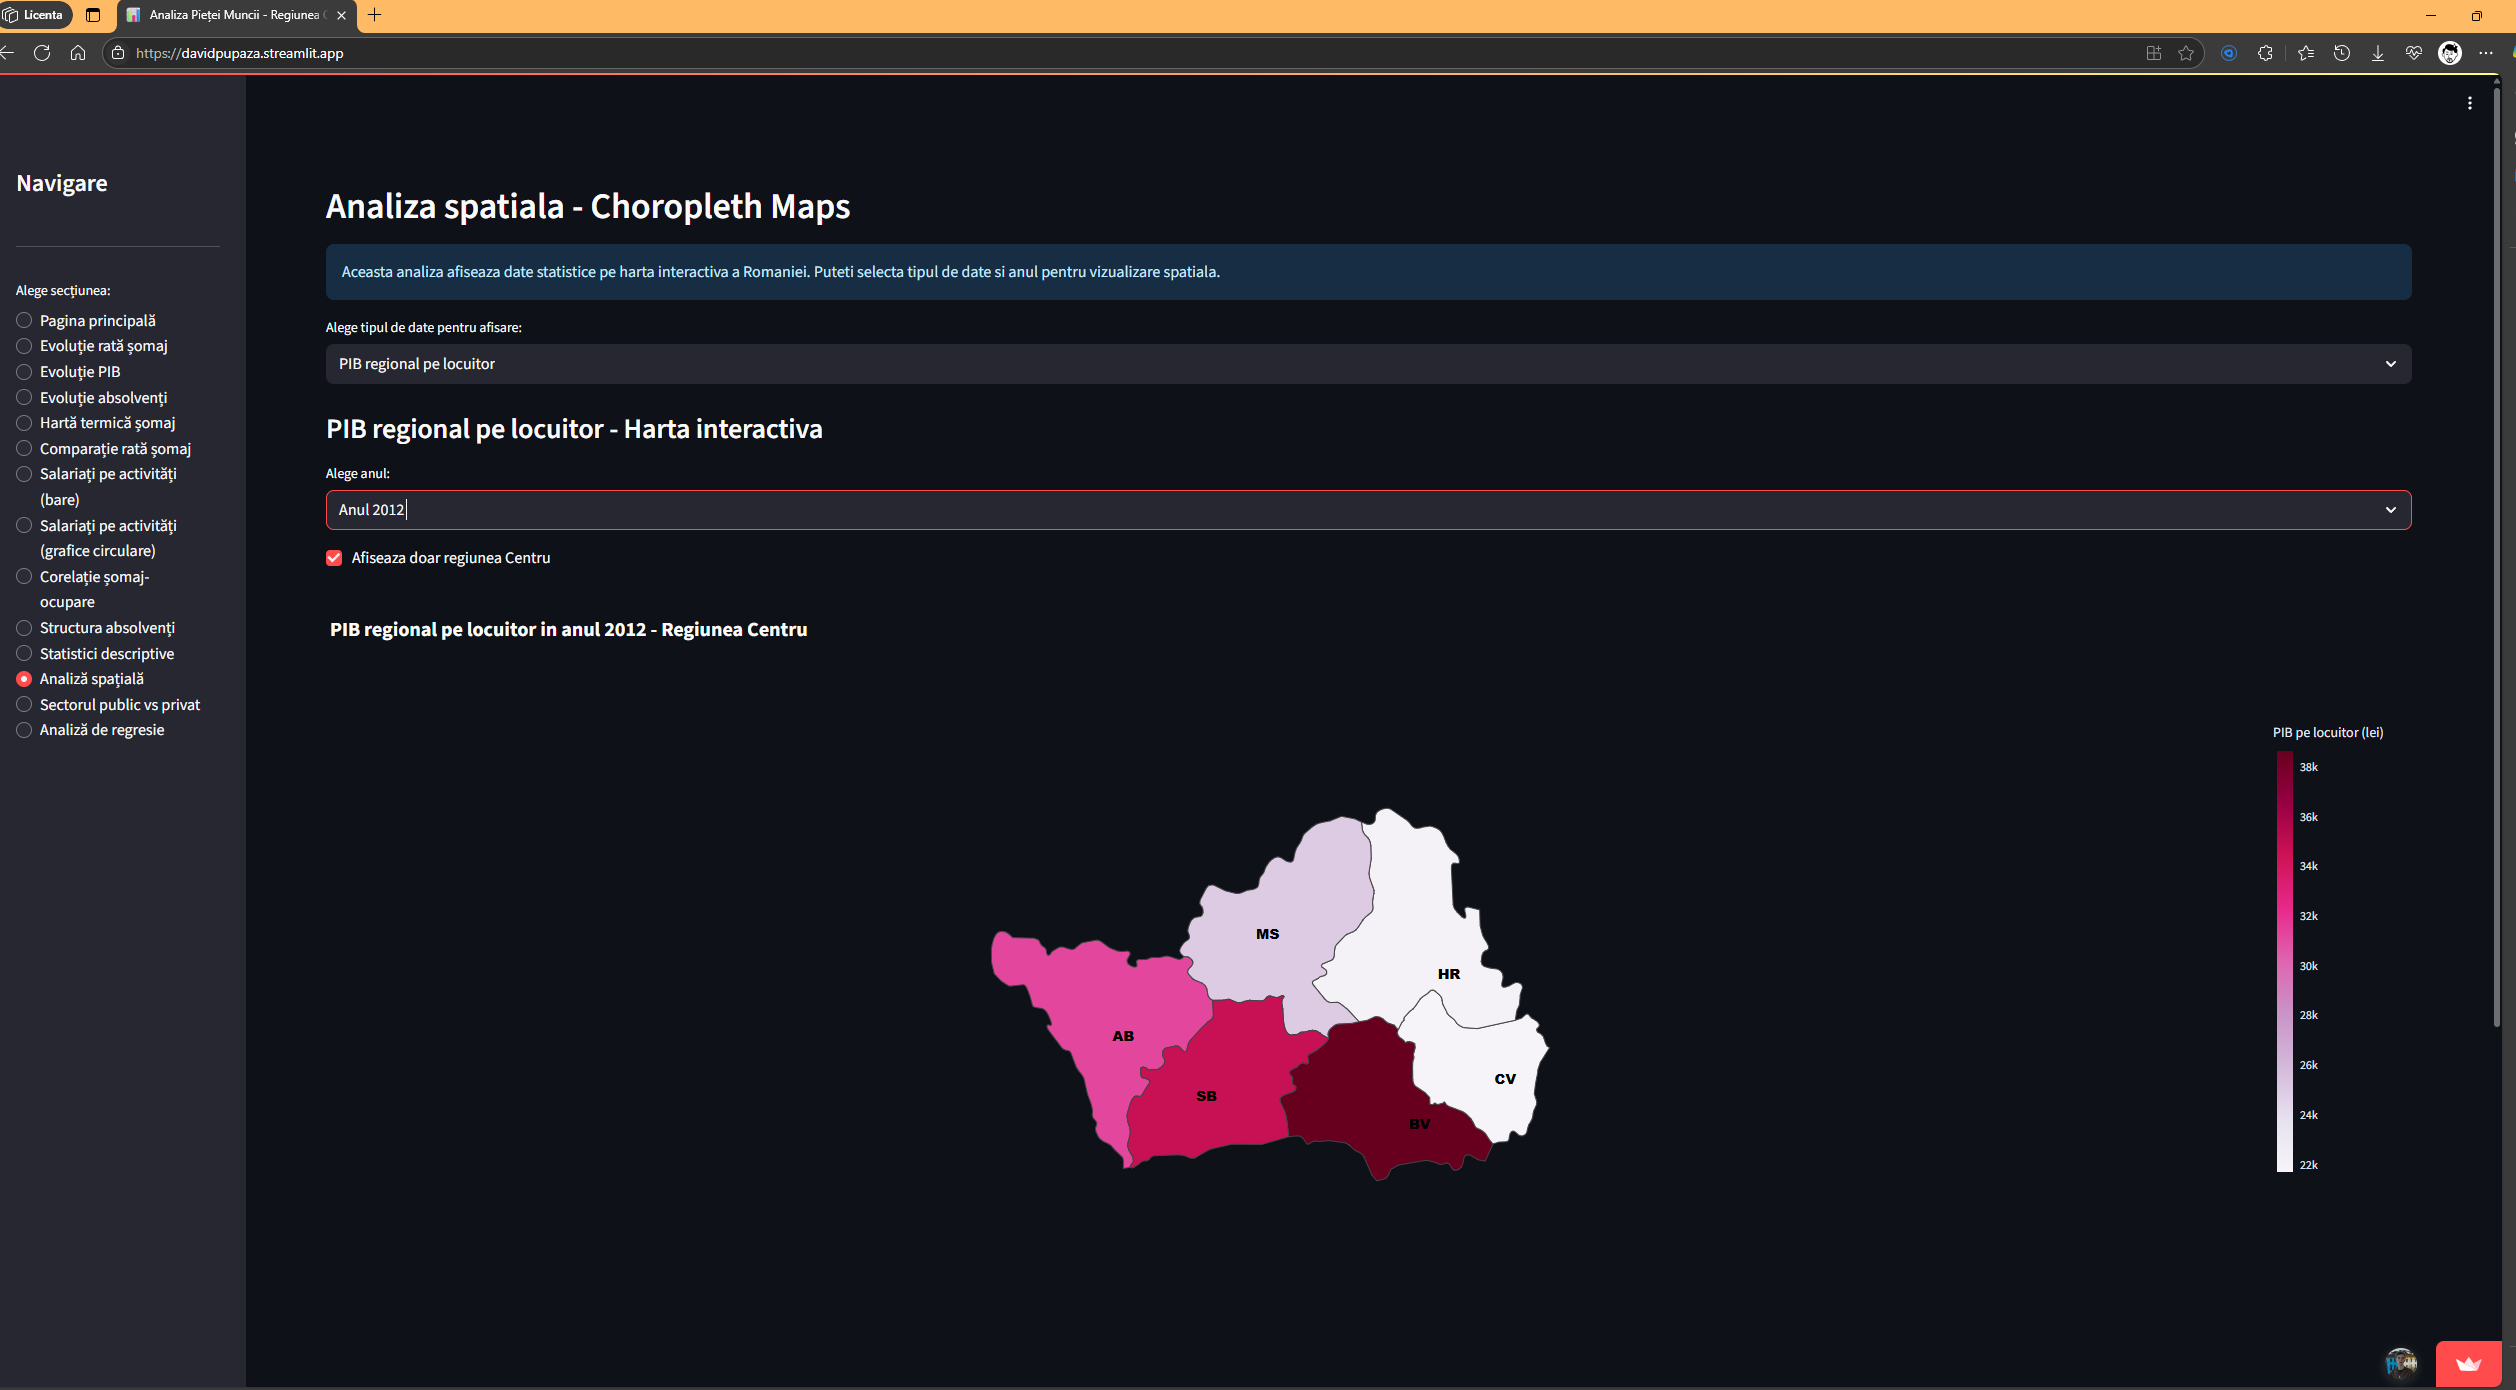 Licenta
Analiza Pieței Muncii - Regiunea C
https://davidpupaza.streamlit.app
Navigare
Alege secțiunea:
Pagina principală
Evoluție rată șomaj
Evoluție PIB
Evoluție absolvenți
Hartă termică șomaj
Comparație rată șomaj
Salariați pe activități
(bare)
Salariați pe activități
(grafice circulare)
Corelație șomaj-
ocupare
Structura absolvenți
Statistici descriptive
Analiză spațială
Sectorul public vs privat
Analiză de regresie
Analiza spatiala - Choropleth Maps
Aceasta analiza afiseaza date statistice pe harta interactiva a Romaniei. Puteti selecta tipul de date si anul pentru vizualizare spatiala.
Alege tipul de date pentru afisare:
PIB regional pe locuitor
PIB regional pe locuitor - Harta interactiva
Alege anul:
Anul 2012
Afiseaza doar regiunea Centru
PIB regional pe locuitor in anul 2012 - Regiunea Centru
MS
HR
AB
CV
SB
BV
PIB pe locuitor (lei)
38k
36k
34k
32k
30k
28k
26k
24k
22k